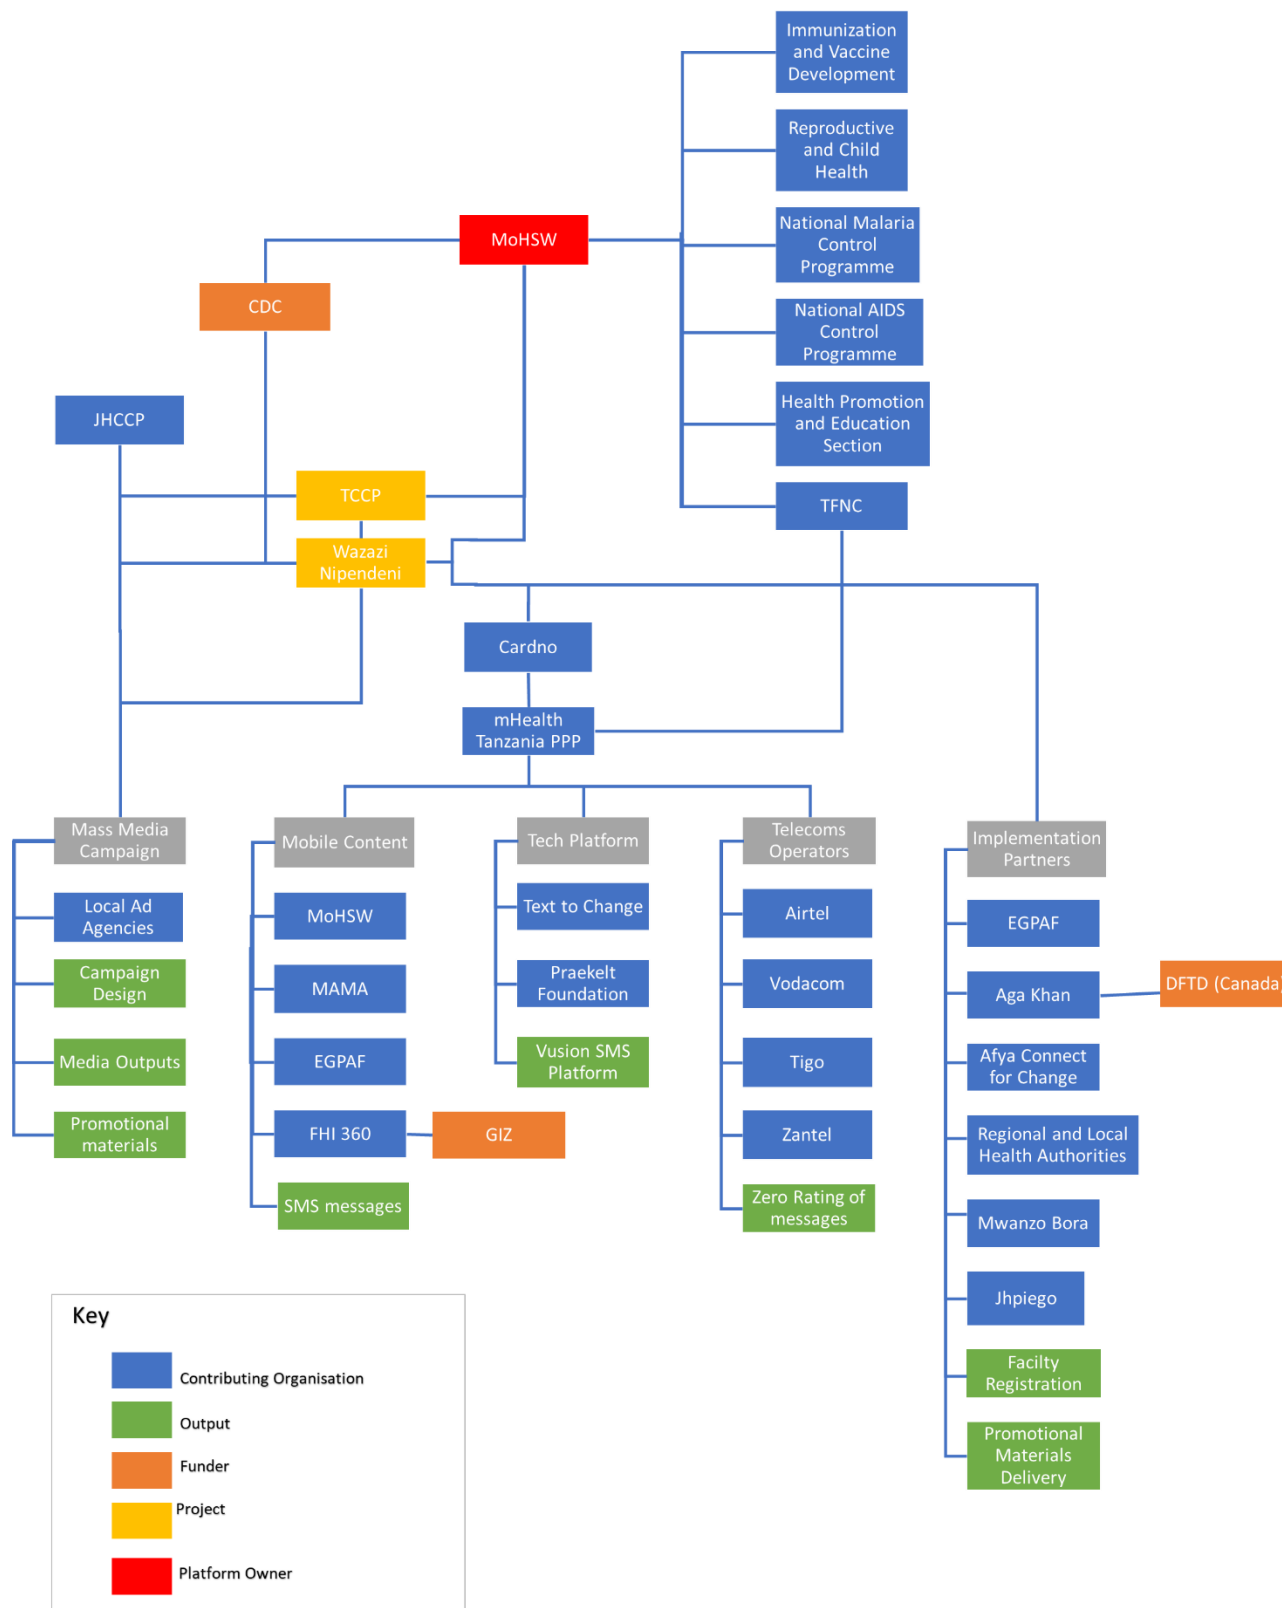 Immunization
and Vaccine
Development
Reproductive
and Child
Health
MoHSW
National Malaria
Control
Programme
CDC
National AIDS
Control
Programme
JHCCP
Health Promotion
and Education
Section
TCCP
TFNC
Wazazi
Nipendeni
Cardno
mHealth
Tanzania PPP
Mass Media
Campaign
Local Ad
Agencies
Campaign
Design
Media Outputs
Promotional
materials
Mobile Content
MoHSW
MAMA
EGPAF
FHI 360
GIZ
SMS messages
Tech Platform
Text to Change
Praekelt
Foundation
Vusion SMS
Platform
Telecoms
Operators
Airtel
Vodacom
Tigo
Zantel
Zero Rating of
messages
Implementation
Partners
EGPAF
Aga Khan
DFTD (Canada)
Afya Connect
for Change
Regional and Local
Health Authorities
Mwanzo Bora
Jhpiego
Facilty
Registration
Promotional
Materials
Delivery
Key
Contributing Organisation
Output
Funder
Project
Platform Owner